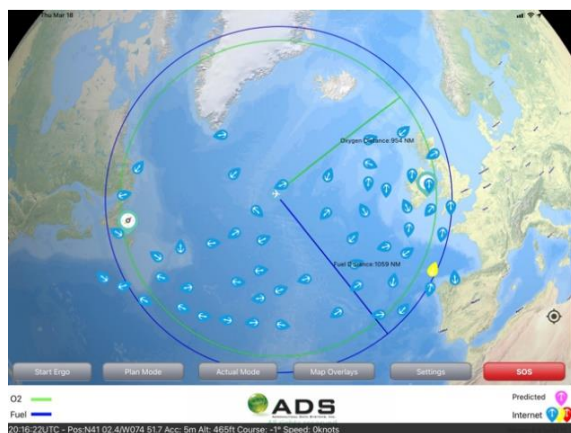 Thu Mar 18
Oxygen Distance:954 NM
Fuel Distance:1059 NM
Start Ergo
Plan Mode
Actual Mode
Map Overlays
Settings
SOS
O2
Fuel
ADS
Predicted
Internet
20:16:22UTC - Pos:N41 02.4/W074 51.7 Acc: 5m Alt: 465ft Course: -1° Speed: 0knots